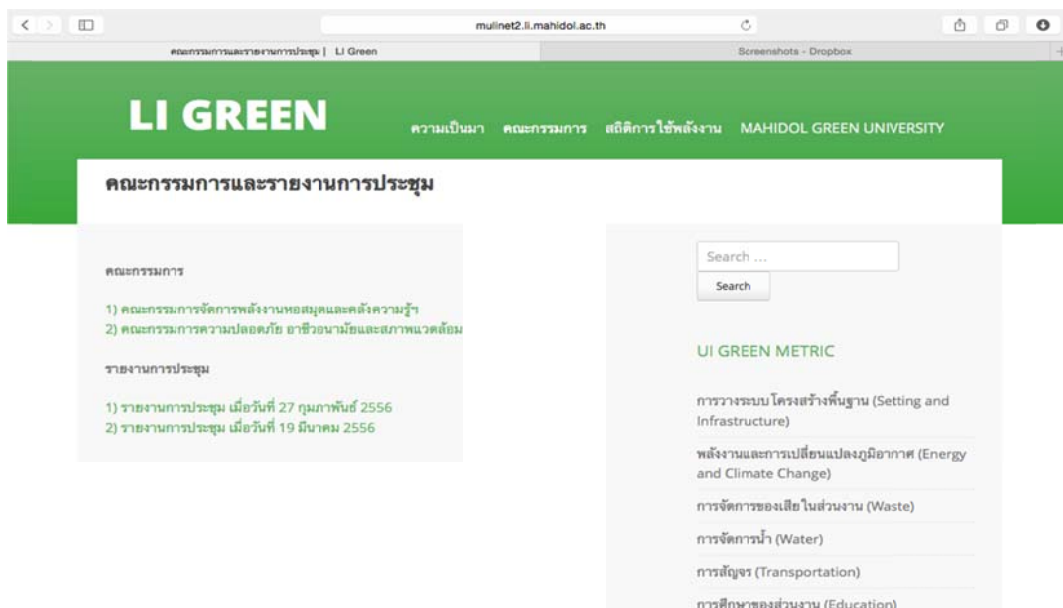 mulinet2.li.mahidol.ac.th
คณะกรรมการและรายงานการประชุม | LI Green
Screenshots - Dropbox
LI GREEN
ความเป็นมา คณะกรรมการ สถิติการใช้พลังงาน MAHIDOL GREEN UNIVERSITY
คณะกรรมการและรายงานการประชุม
คณะกรรมการ
1) คณะกรรมการจัดการพลังงานหอสมุดและคลังความรู้ฯ
2) คณะกรรมการความปลอดภัย อาชีวอนามัยและสภาพแวดล้อม
รายงานการประชุม
1) รายงานการประชุม เมื่อวันที่ 27 กุมภาพันธ์ 2556
2) รายงานการประชุม เมื่อวันที่ 19 มีนาคม 2556
Search ...
Search
UI GREEN METRIC
การวางระบบโครงสร้างพื้นฐาน (Setting and
Infrastructure)
พลังงานและการเปลี่ยนแปลงภูมิอากาศ (Energy
and Climate Change)
การจัดการของเสียในส่วนงาน (Waste)
การจัดการน้ำ (Water)
การสัญจร (Transportation)
การศึกษาของส่วนงาน (Education)